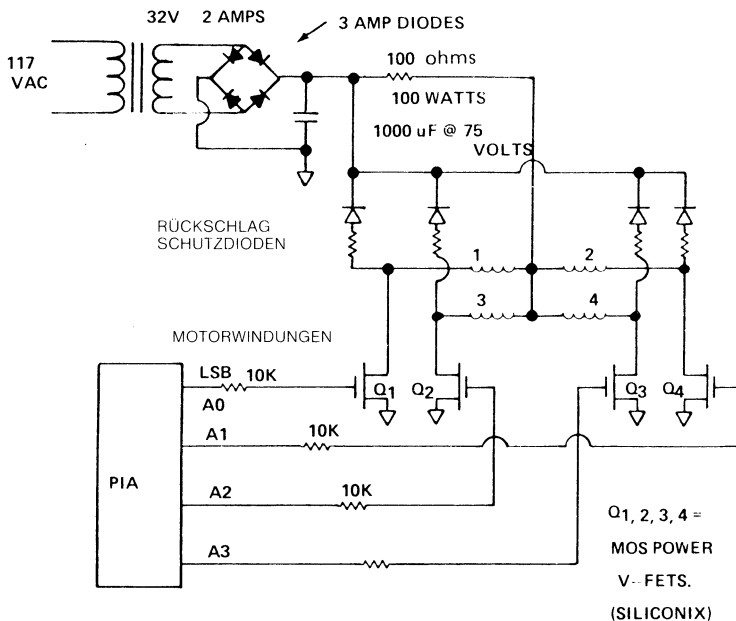 32V 2 AMPS
3 AMP DIODES
117
VAC
100 ohms
100 WATTS
1000 uF @ 75
VOLTS
RÜCKSCHLAG
SCHUTZDIODEN
1
2
3
4
MOTORWINDUNGEN
LSB 10K
A0
Q1
Q2
Q3
Q4
A1
10K
PIA
A2
10K
A3
Q1, 2, 3, 4 =
MOS POWER
V-FETS.
(SILICONIX)